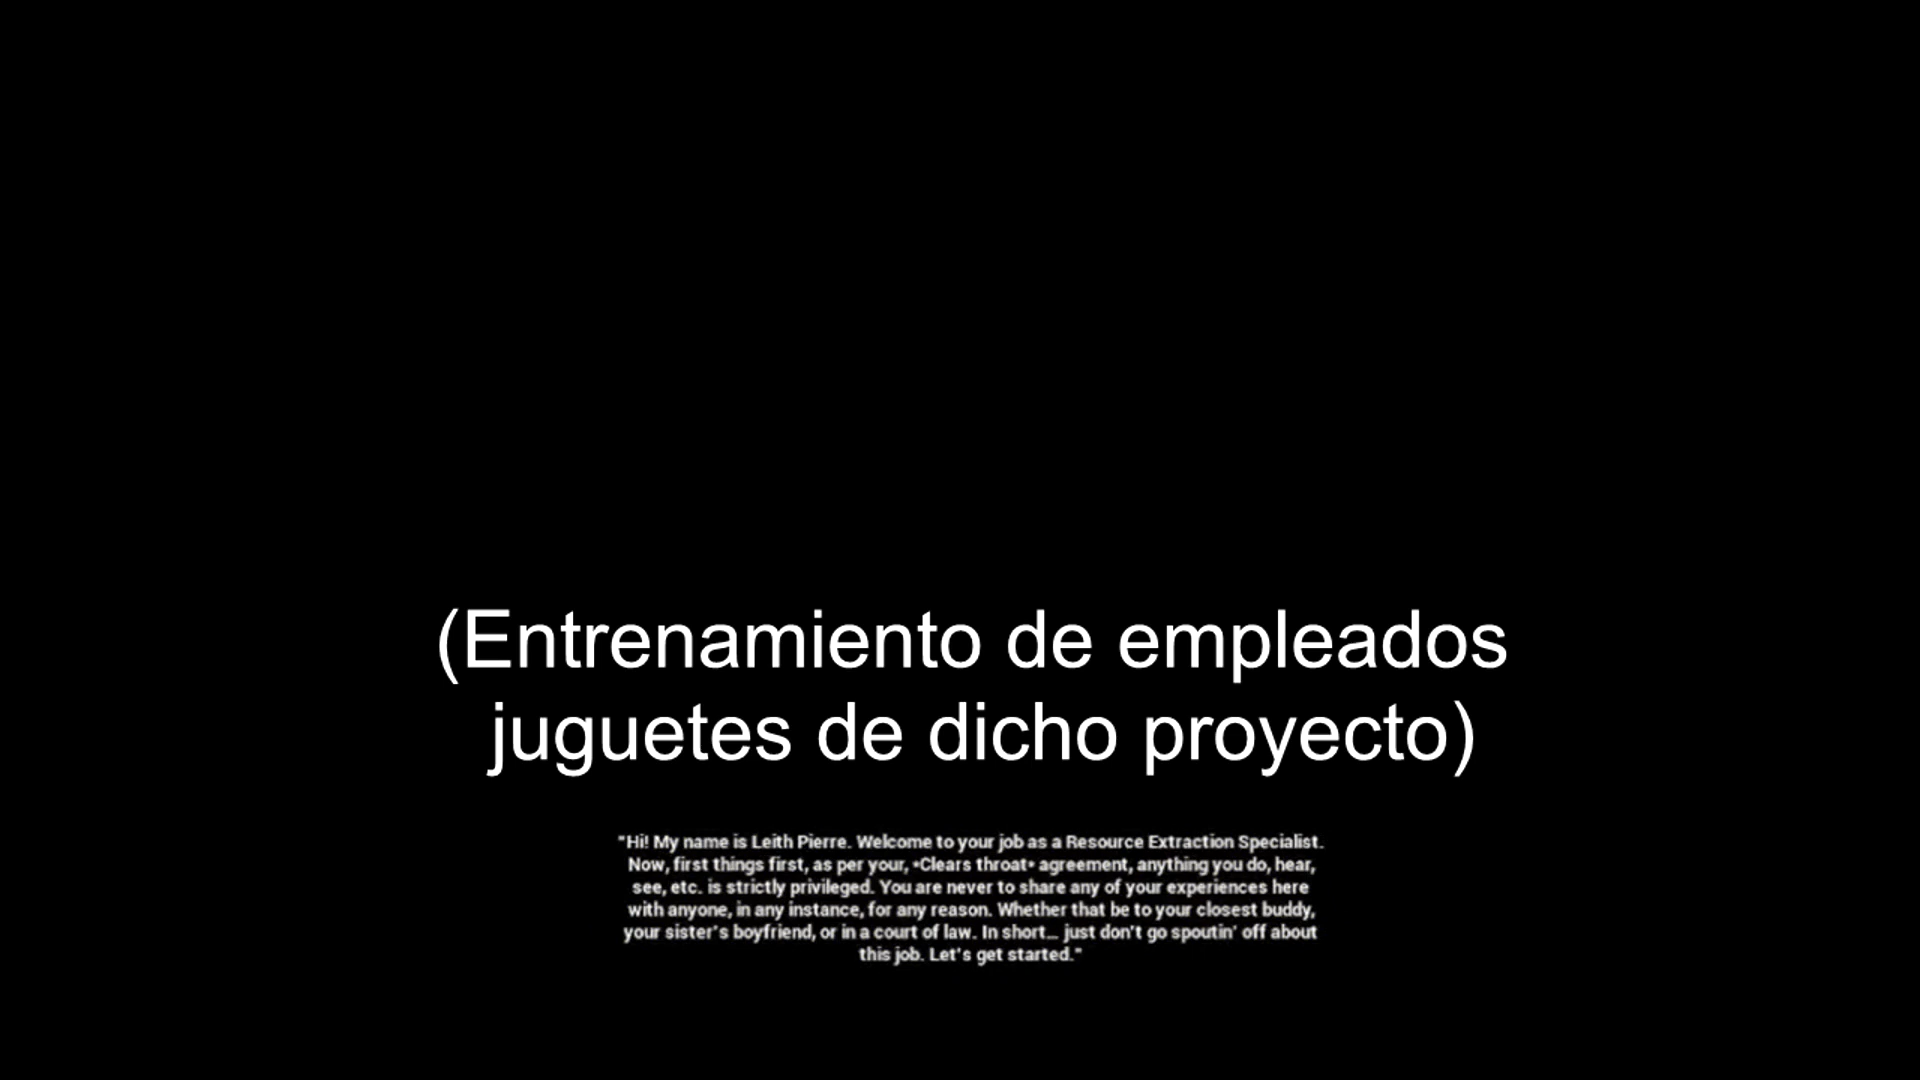 (Entrenamiento de empleados
juguetes de dicho proyecto)
"Hi! My name is Leith Pierre. Welcome to your job as a Resource Extraction Specialist.
Now, first things first, as per your, *Clears throat* agreement, anything you do, hear,
see, etc. is strictly privileged. You are never to share any of your experiences here
with anyone, in any instance, for any reason. Whether that be to your closest buddy,
your sister's boyfriend, or in a court of law. In short... just don't go spoutin' off about
this job. Let's get started."